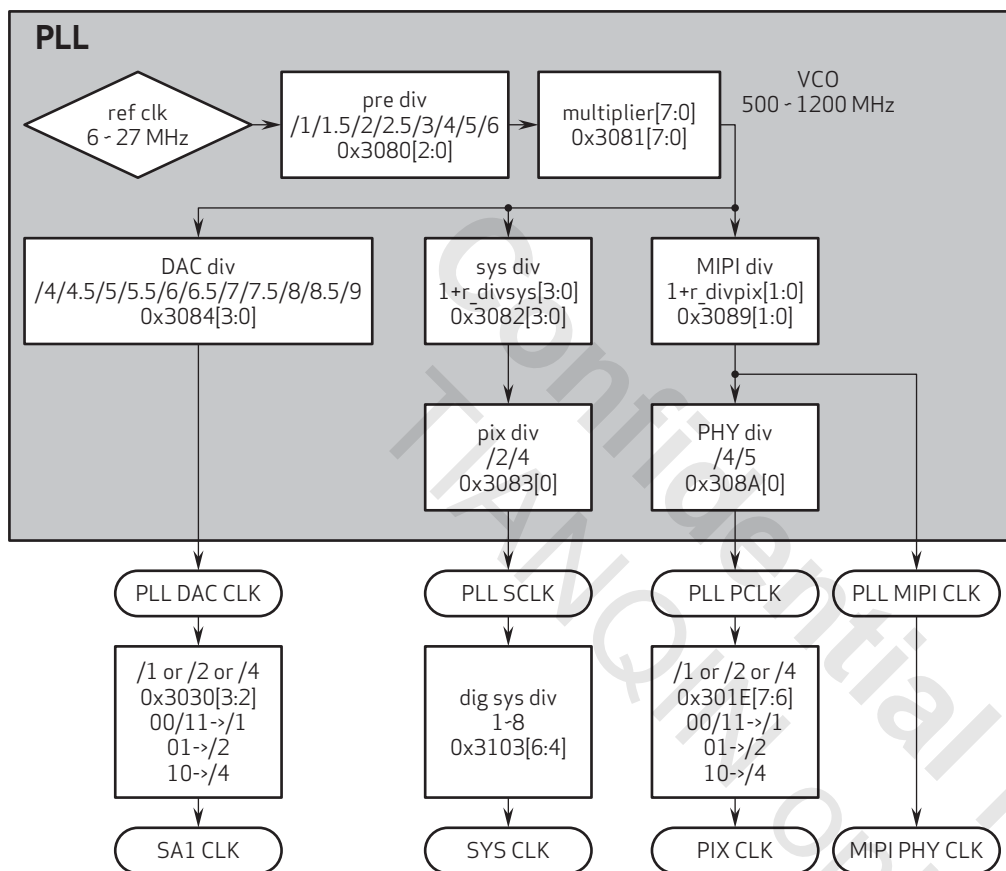 PLL
ref clk
6 - 27 MHz
pre div
/1/1.5/2/2.5/3/4/5/6
0x3080[2:0]
multiplier[7:0]
0x3081[7:0]
VCO
500 - 1200 MHz
DAC div
/4/4.5/5/5.5/6/6.5/7/7.5/8/8.5/9
0x3084[3:0]
sys div
1+r_divsys[3:0]
0x3082[3:0]
MIPI div
1+r_divpix[1:0]
0x3089[1:0]
pix div
/2/4
0x3083[0]
PHY div
/4/5
0x308A[0]
PLL DAC CLK
PLL SCLK
PLL PCLK
PLL MIPI CLK
/1 or /2 or /4
0x3030[3:2]
00/11->/1
01->/2
10->/4
dig sys div
1-8
0x3103[6:4]
/1 or /2 or /4
0x301E[7:6]
00/11->/1
01->/2
10->/4
SA1 CLK
SYS CLK
PIX CLK
MIPI PHY CLK
Confidential
TIANQIN